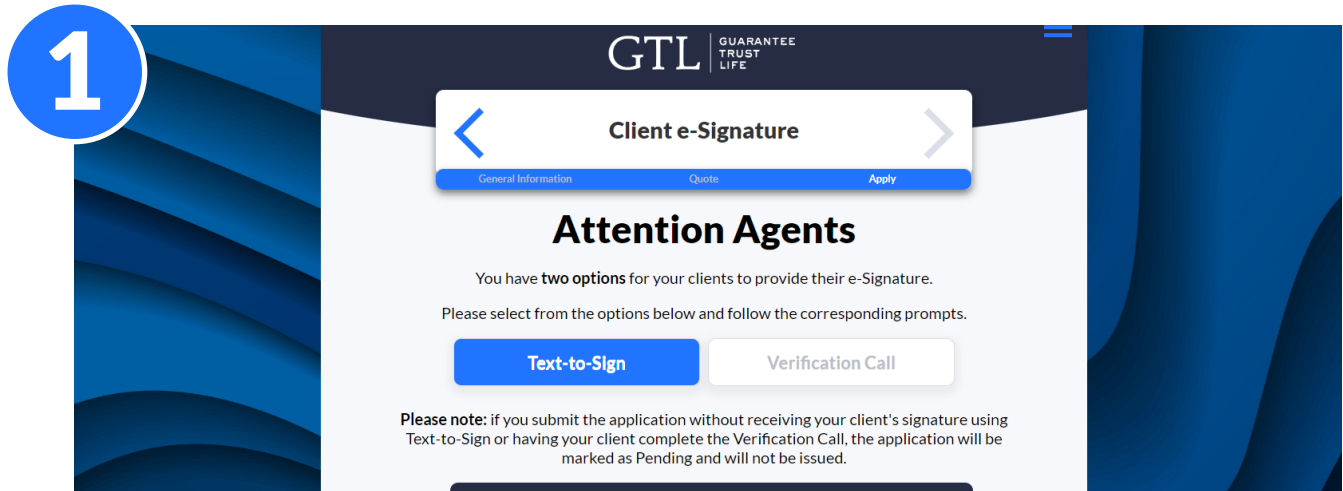 1
GTL GUARANTEE
TRUST
LIFE
Client e-Signature
General Information Quote Apply
Attention Agents
You have two options for your clients to provide their e-Signature.
Please select from the options below and follow the corresponding prompts.
Text-to-Sign Verification Call
Please note: if you submit the application without receiving your client's signature using
Text-to-Sign or having your client complete the Verification Call, the application will be
marked as Pending and will not be issued.